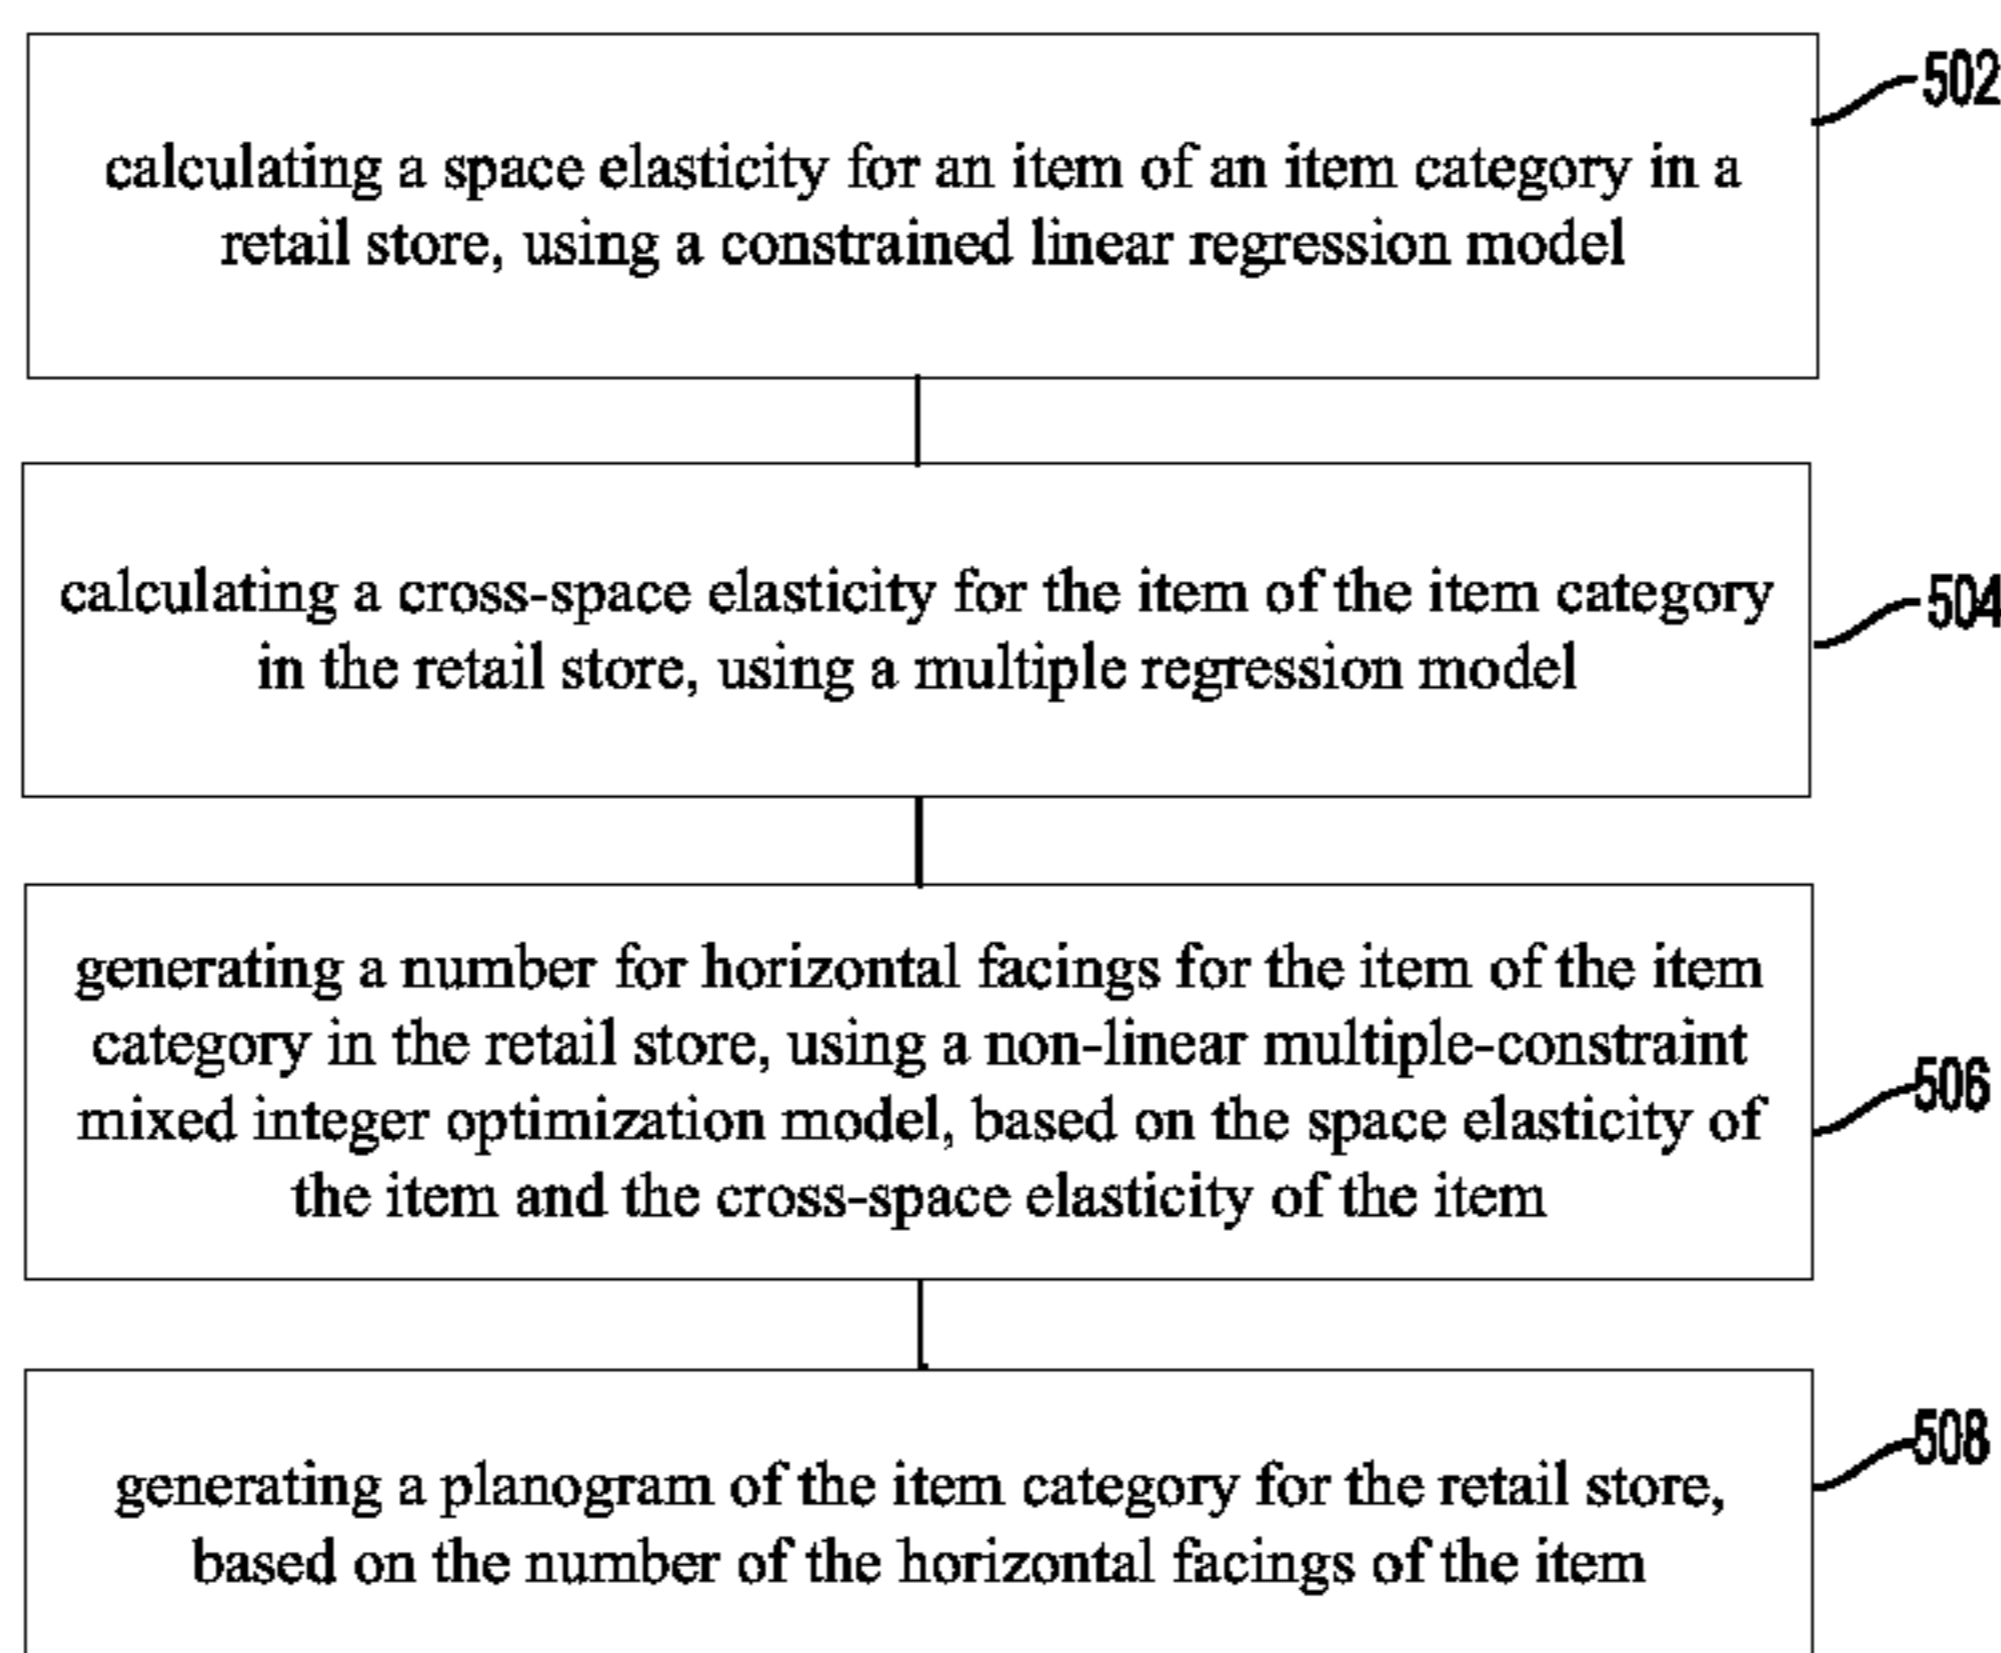 502
calculating a space elasticity for an item of an item category in a
retail store, using a constrained linear regression model
504
calculating a cross-space elasticity for the item of the item category
in the retail store, using a multiple regression model
506
generating a number for horizontal facings for the item of the item
category in the retail store, using a non-linear multiple-constraint
mixed integer optimization model, based on the space elasticity of
the item and the cross-space elasticity of the item
508
generating a planogram of the item category for the retail store,
based on the number of the horizontal facings of the item